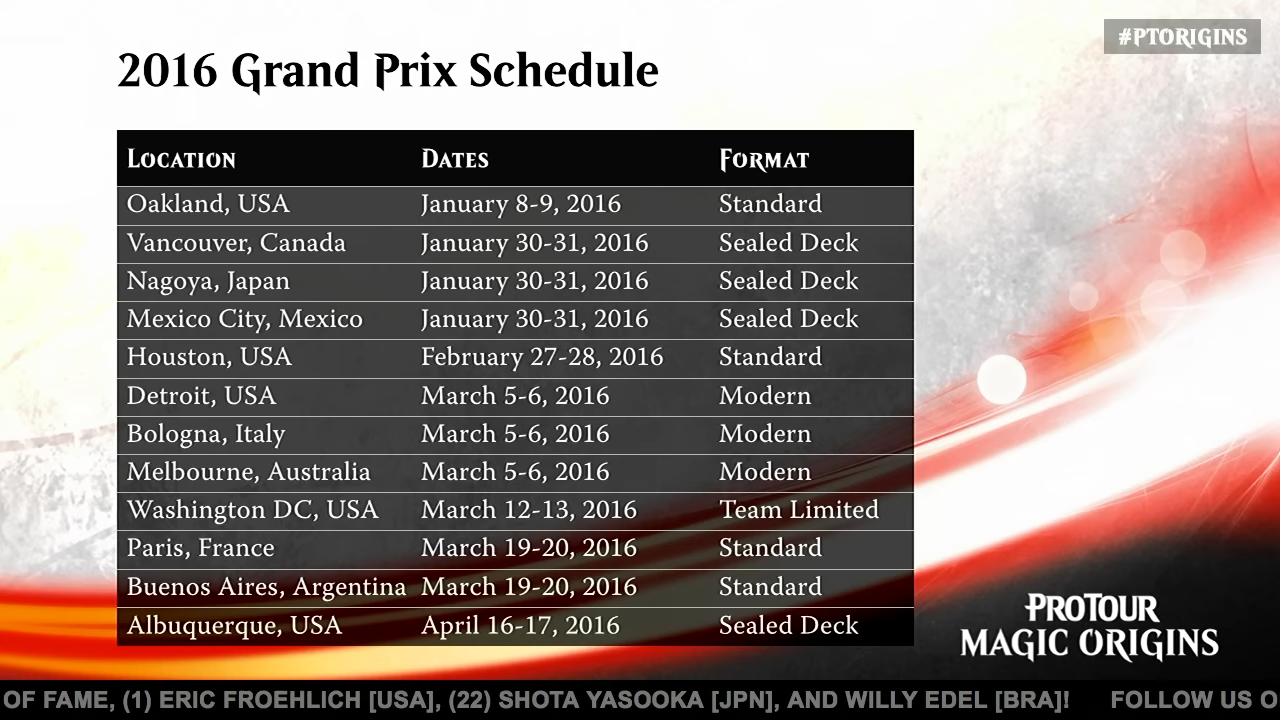 #PTORIGINS
2016 Grand Prix Schedule
Location Dates Format
Oakland, USA January 8-9, 2016 Standard
Vancouver, Canada January 30-31, 2016 Sealed Deck
Nagoya, Japan January 30-31, 2016 Sealed Deck
Mexico City, Mexico January 30-31, 2016 Sealed Deck
Houston, USA February 27-28, 2016 Standard
Detroit, USA March 5-6, 2016 Modern
Bologna, Italy March 5-6, 2016 Modern
Melbourne, Australia March 5-6, 2016 Modern
Washington DC, USA March 12-13, 2016 Team Limited
Paris, France March 19-20, 2016 Standard
Buenos Aires, Argentina March 19-20, 2016 Standard
Albuquerque, USA April 16-17, 2016 Sealed Deck
PROTOUR
MAGIC ORIGINS
OF FAME, (1) ERIC FROEHLICH [USA], (22) SHOTA YASOOKA [JPN], AND WILLY EDEL [BRA]! FOLLOW US O